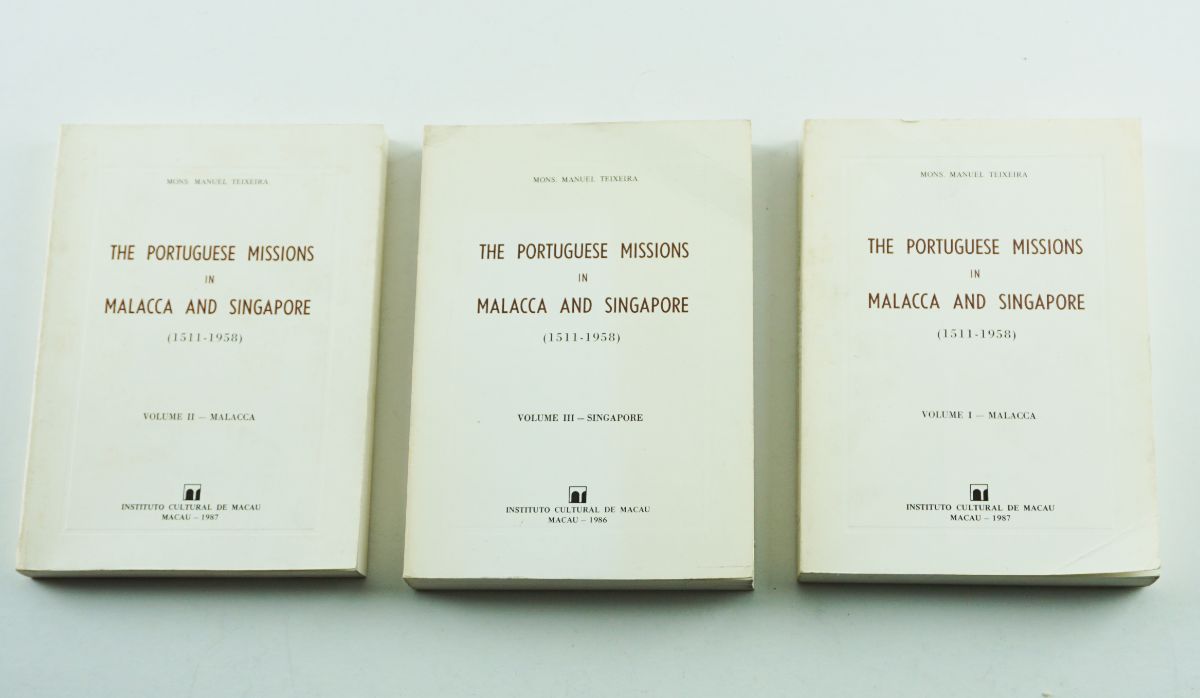 MONS. MANUEL TEIXEIRA
THE PORTUGUESE MISSIONS
IN
MALACCA AND SINGAPORE
(1511-1958)
VOLUME II — MALACCA
INSTITUTO CULTURAL DE MACAU
MACAU – 1987
MONS. MANUEL TEIXEIRA
THE PORTUGUESE MISSIONS
IN
MALACCA AND SINGAPORE
(1511-1958)
VOLUME III — SINGAPORE
INSTITUTO CULTURAL DE MACAU
MACAU – 1986
MONS. MANUEL TEIXEIRA
THE PORTUGUESE MISSIONS
IN
MALACCA AND SINGAPORE
(1511-1958)
VOLUME I — MALACCA
INSTITUTO CULTURAL DE MACAU
MACAU – 1987